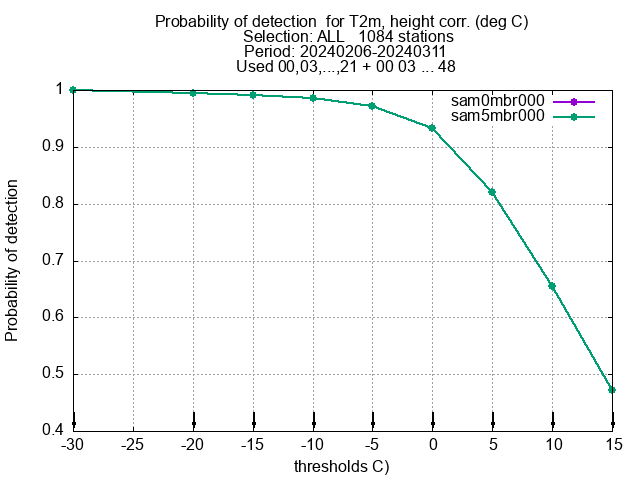 Probability of detection  for T2m, height corr. (deg C)
Selection: ALL   1084 stations
Period: 20240206-20240311
Used 00,03,...,21 + 00 03 ... 48
sam0mbr000
sam5mbr000
1
0.9
0.8
0.7
0.6
0.5
0.4
Probability of detection
-30 -25 -20 -15 -10 -5 0 5 10 15
thresholds C)